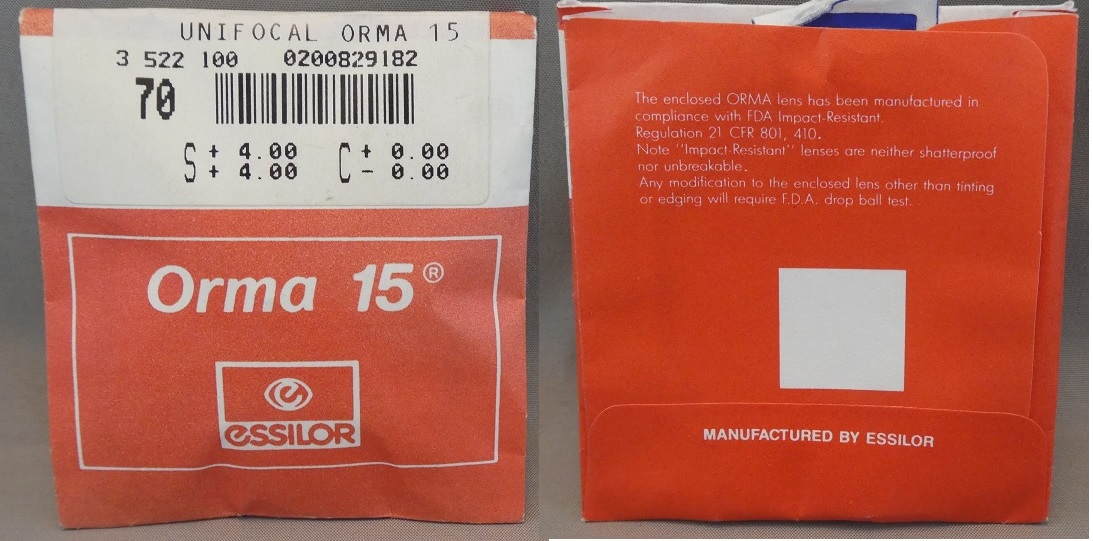 UNIFOCAL ORMA 15
3 522 100 0200829182
70
S + 4.00 C + 0.00
+ 4.00 - 0.00
Orma 15®
e
essilor
The enclosed ORMA lens has been manufactured in
compliance with FDA Impact-Resistant.
Regulation 21 CFR 801, 410.
Note "Impact-Resistant" lenses are neither shatterproof
nor unbreakable.
Any modification to the enclosed lens other than tinting
or edging will require F.D.A. drop ball test.
MANUFACTURED BY ESSILOR